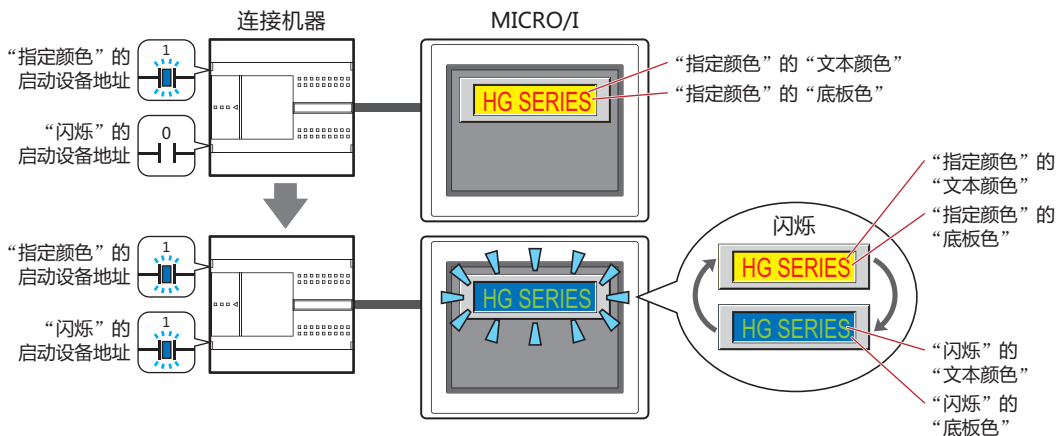 连接机器
MICRO/I
“指定颜色”的
启动设备地址
1
“闪烁”的
启动设备地址
0
HG SERIES
“指定颜色”的“文本颜色”
“指定颜色”的“底板色”
“指定颜色”的
启动设备地址
1
“闪烁”的
启动设备地址
1
HG SERIES
闪烁
HG SERIES
HG SERIES
“指定颜色”的
“文本颜色”
“指定颜色”的
“底板色”
“闪烁”的
“文本颜色”
“闪烁”的
“底板色”